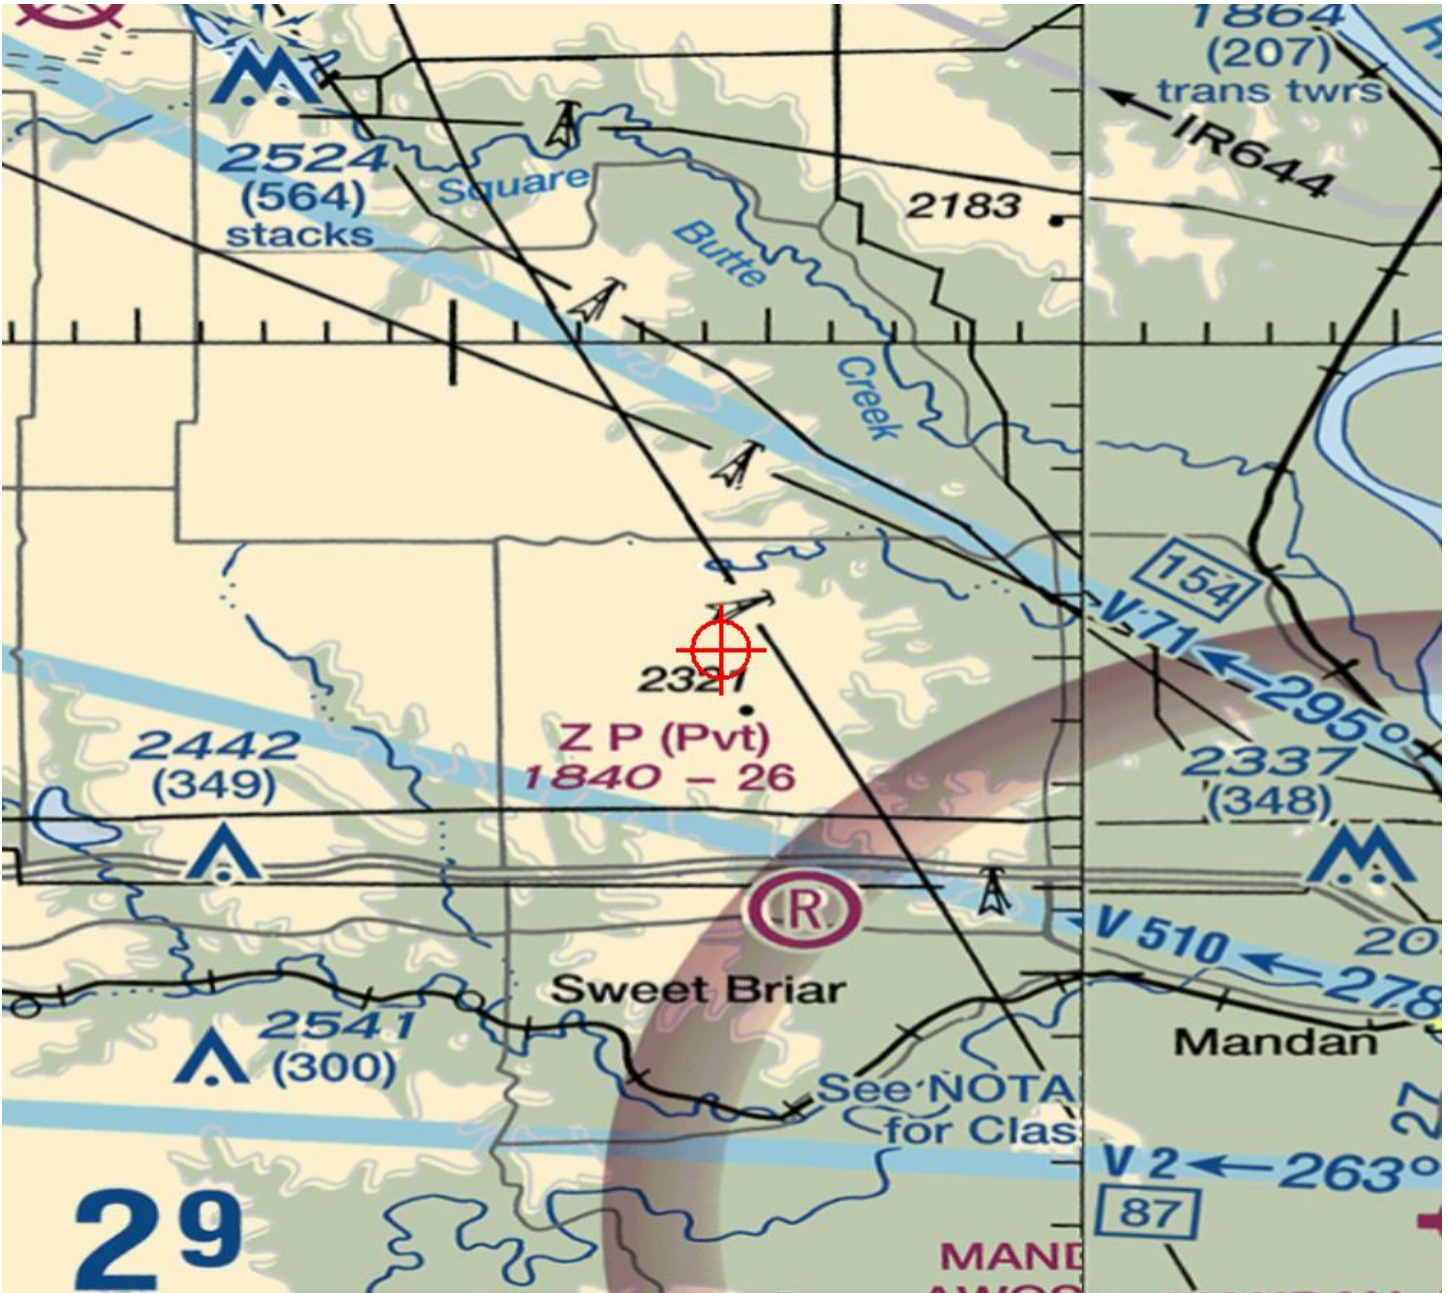 1864
(207)
trans twrs
IR644
2524
(564)
stacks
Square
Butte
Creek
2183
154
V 71
295°
2321
Z P (Pvt)
1840 - 26
2442
(349)
2337
(348)
R
V 510
278
20
Sweet Briar
Mandan
2541
(300)
See NOTA
for Clas
27
V 2
263°
87
29
MAND